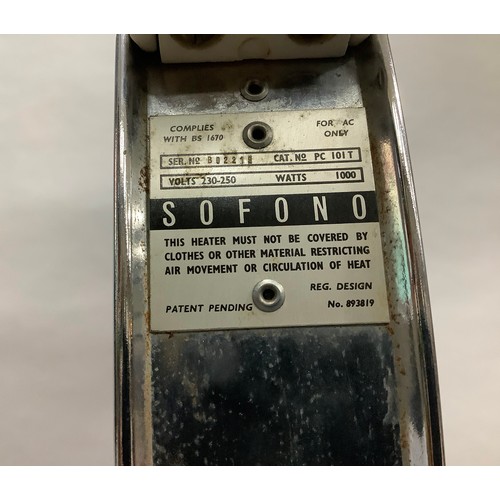 COMPLIES WITH BS 1670
FOR AC ONLY
SER. Nº B02210 CAT. Nº PC 101T
VOLTS 230-250 WATTS 1000
SOFONO
THIS HEATER MUST NOT BE COVERED BY
CLOTHES OR OTHER MATERIAL RESTRICTING
AIR MOVEMENT OR CIRCULATION OF HEAT
REG. DESIGN
PATENT PENDING No. 893819